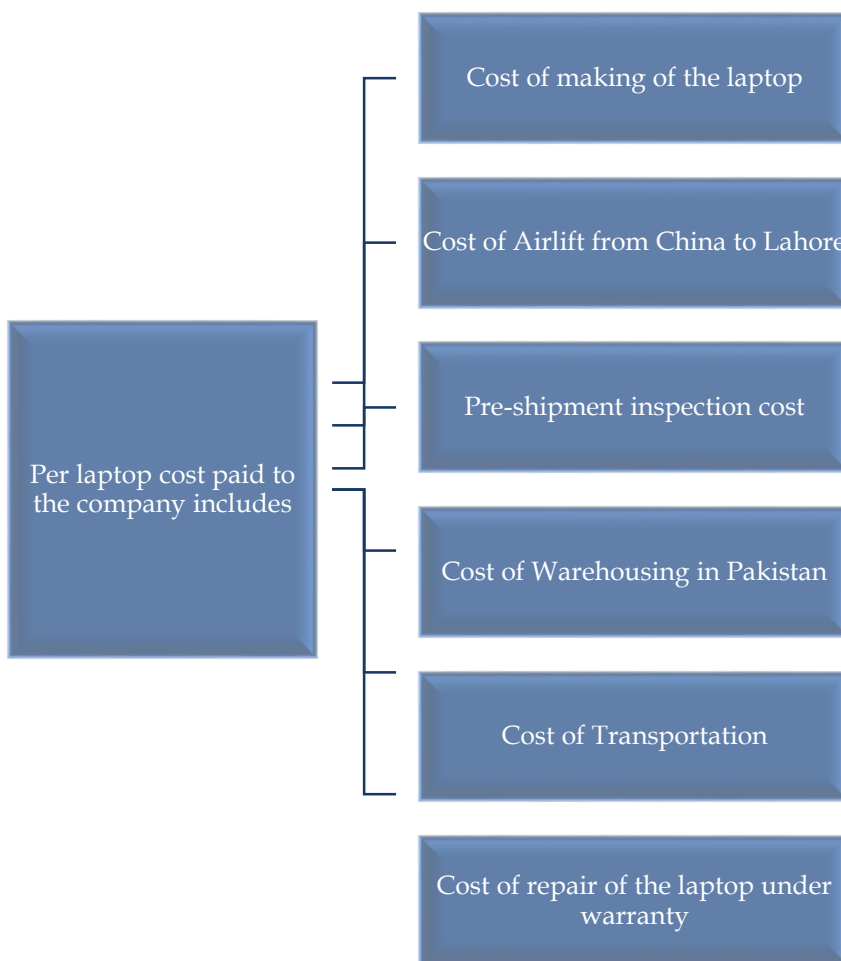 Cost of making of the laptop
Cost of Airlift from China to Lahore
Pre-shipment inspection cost
Per laptop cost paid to
the company includes
Cost of Warehousing in Pakistan
Cost of Transportation
Cost of repair of the laptop under
warranty